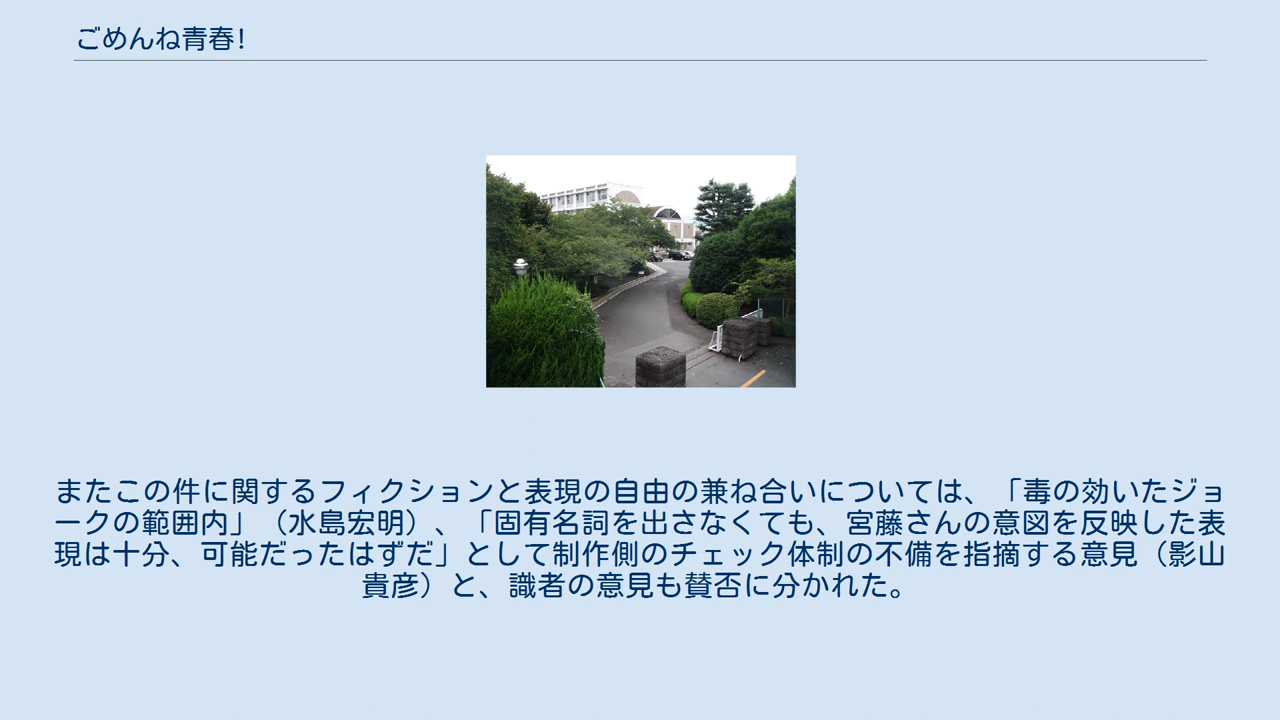 ごめんね青春!
またこの件に関するフィクションと表現の自由の兼ね合いについては、「毒の効いたジョ
ークの範囲内」（水島宏明）、「固有名詞を出さなくても、宮藤さんの意図を反映した表
現は十分、可能だったはずだ」として制作側のチェック体制の不備を指摘する意見（影山
貴彦）と、識者の意見も賛否に分かれた。